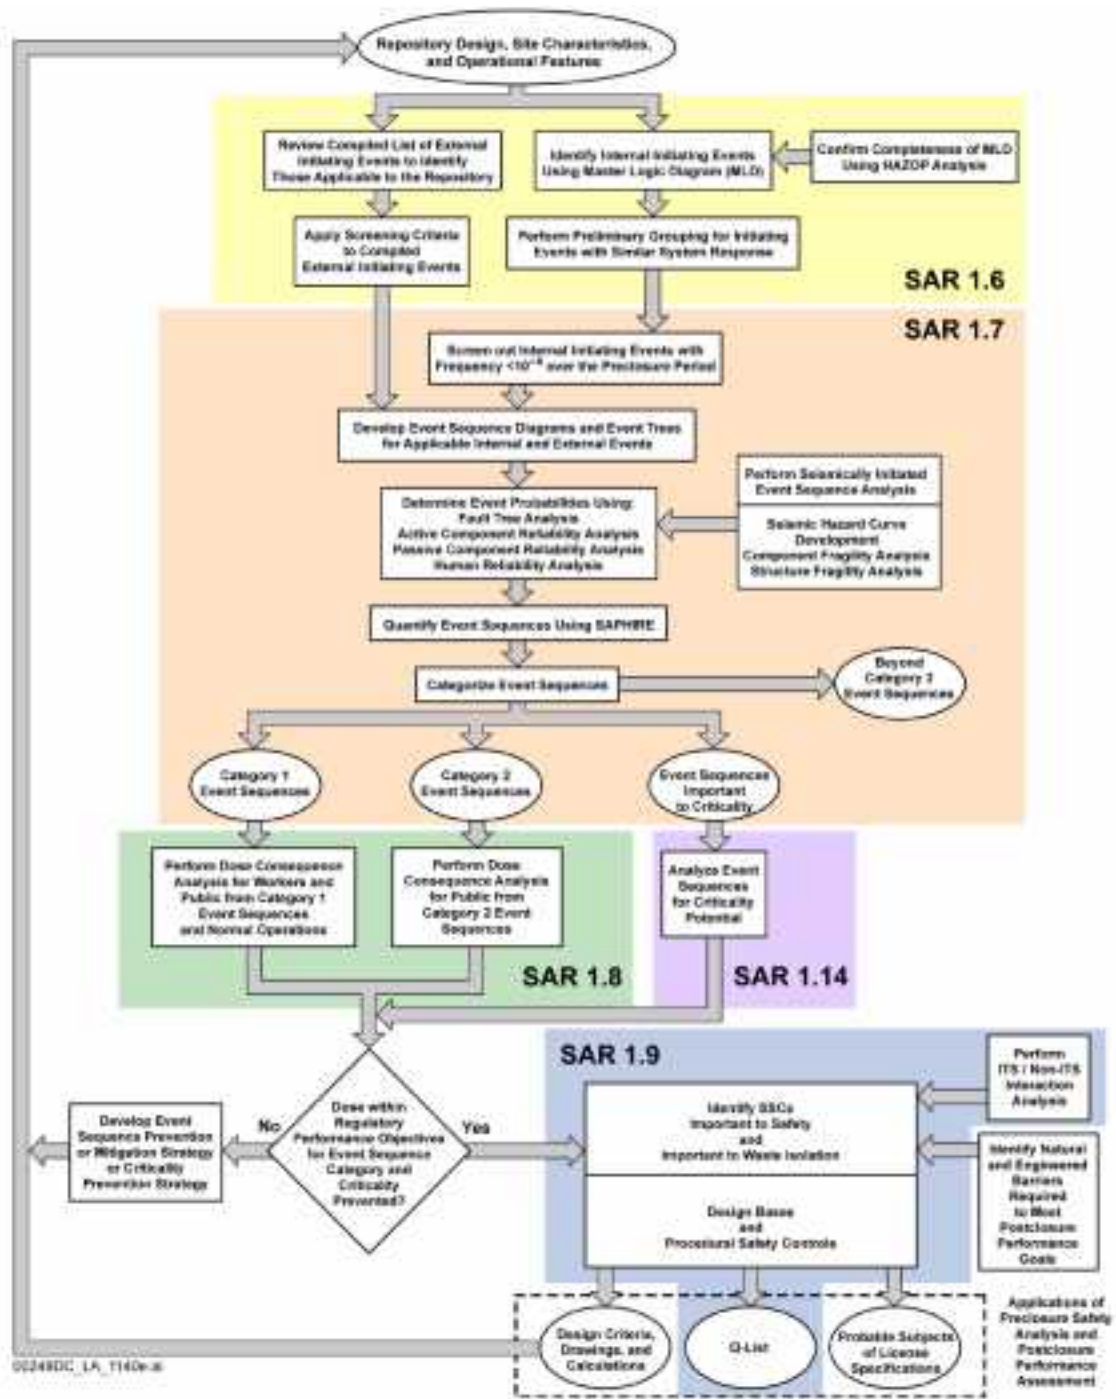 Repository Design, Site Characteristics,
and Operational Features
Review Compiled List of External
Initiating Events to Identify
Those Applicable to the Repository
Identify Internal Initiating Events
Using Master Logic Diagram (MLD)
Confirm Completeness of MLD
Using HAZOP Analysis
Apply Screening Criteria
to Compiled
External Initiating Events
Perform Preliminary Grouping for Initiating
Events with Similar System Response
SAR 1.6
SAR 1.7
Screen out Internal Initiating Events with
Frequency <10 over the Preclosure Period
Develop Event Sequence Diagrams and Event Trees
for Applicable Internal and External Events
Determine Event Probabilities Using:
Fault Tree Analysis
Active Component Reliability Analysis
Passive Component Reliability Analysis
Human Reliability Analysis
Perform Seismically Initiated
Event Sequence Analysis
Seismic Hazard Curve
Development
Component Fragility Analysis
Structure Fragility Analysis
Quantify Event Sequences Using SAPHIRE
Categorize Event Sequences
Beyond
Category 2
Event Sequences
Category 1
Event Sequences
Category 2
Event Sequences
Event Sequences
Important
to Criticality
Perform Dose Consequence
Analysis for Workers and
Public from Category 1
Event Sequences
and Normal Operations
Perform Dose
Consequence Analysis
for Public from
Category 2 Event
Sequences
Analyze Event
Sequences
for Criticality
Potential
SAR 1.8
SAR 1.14
SAR 1.9
Dose within
Regulatory
Performance Objectives
for Event Sequence
Category and
Criticality
Prevented?
No
Yes
Develop Event
Sequence Prevention
or Mitigation Strategy
or Criticality
Prevention Strategy
Identify SSCs
Important to Safety
and
Important to Waste Isolation
Design Bases
and
Procedural Safety Controls
Perform
ITS / Non-ITS
Interaction
Analysis
Identify Natural
and Engineered
Barriers
Required
to Meet
Postclosure
Performance
Goals
Design Criteria,
Drawings, and
Calculations
Q-List
Probable Subjects
of License
Specifications
Applications of
Preclosure Safety
Analysis and
Postclosure
Performance
Assessment
00249DC_LA_1140e.ai